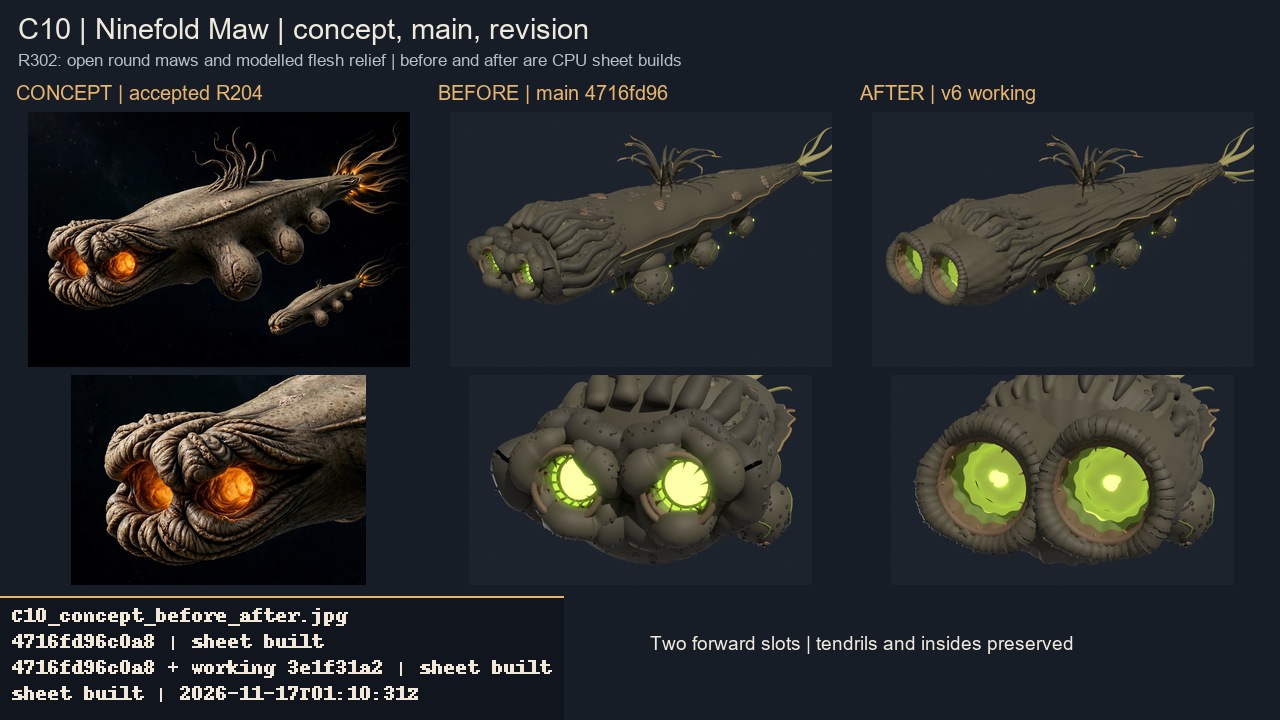 C10 | Ninefold Maw | concept, main, revision
R302: open round maws and modelled flesh relief | before and after are CPU sheet builds
CONCEPT | accepted R204
BEFORE | main 4716fd96
AFTER | v6 working
C10_concept_before_after.jpg
4716fd96c0a8 | sheet built
4716fd96c0a8 + working 3e1f31a2 | sheet built
sheet built | 2026-11-17T01:10:31Z
Two forward slots | tendrils and insides preserved